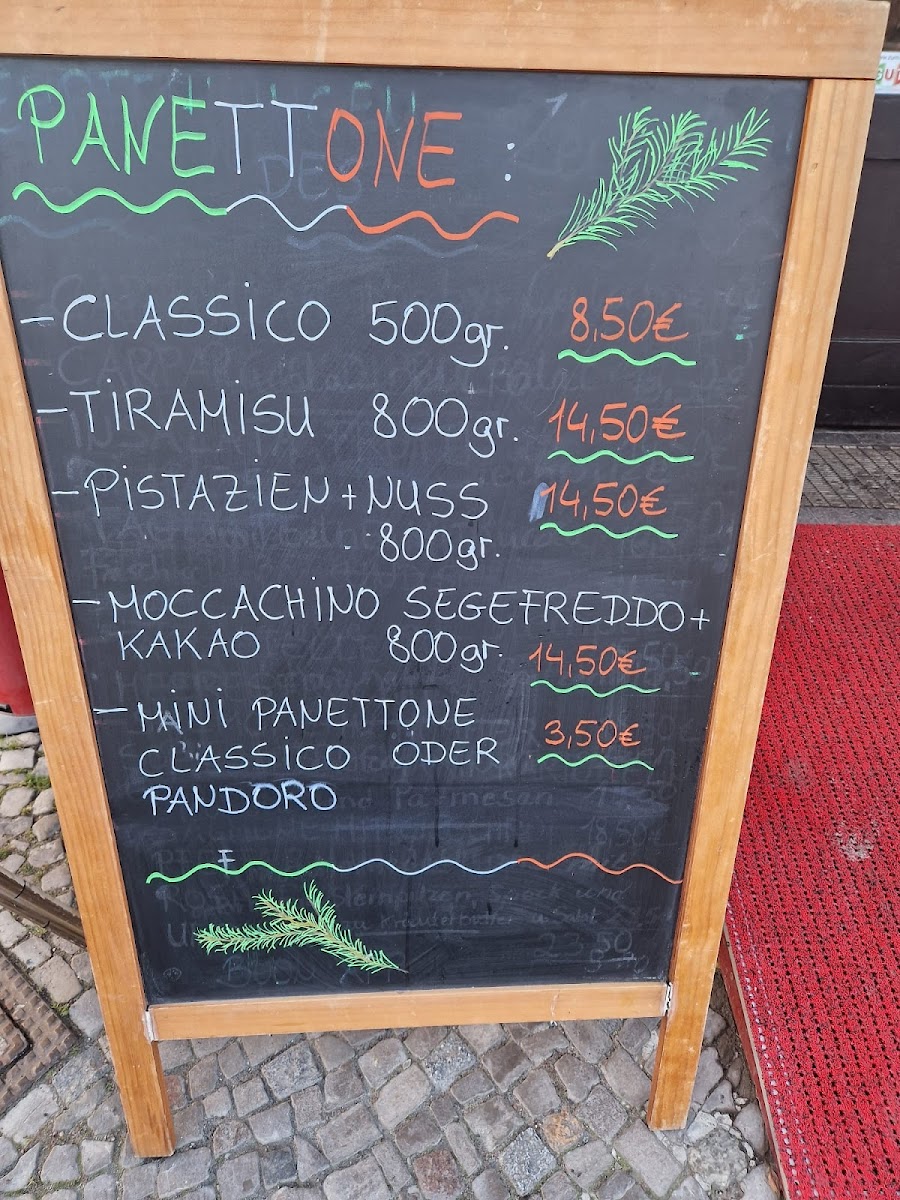 PANETTONE :
- CLASSICO 500gr. 8,50€
- TIRAMISU 800gr. 14,50€
- PISTAZIEN + NUSS 14,50€
800gr.
- MOCCACHINO SEGEFREDDO +
KAKAO 800gr. 14,50€
- MINI PANETTONE 3,50€
CLASSICO ODER
PANDORO